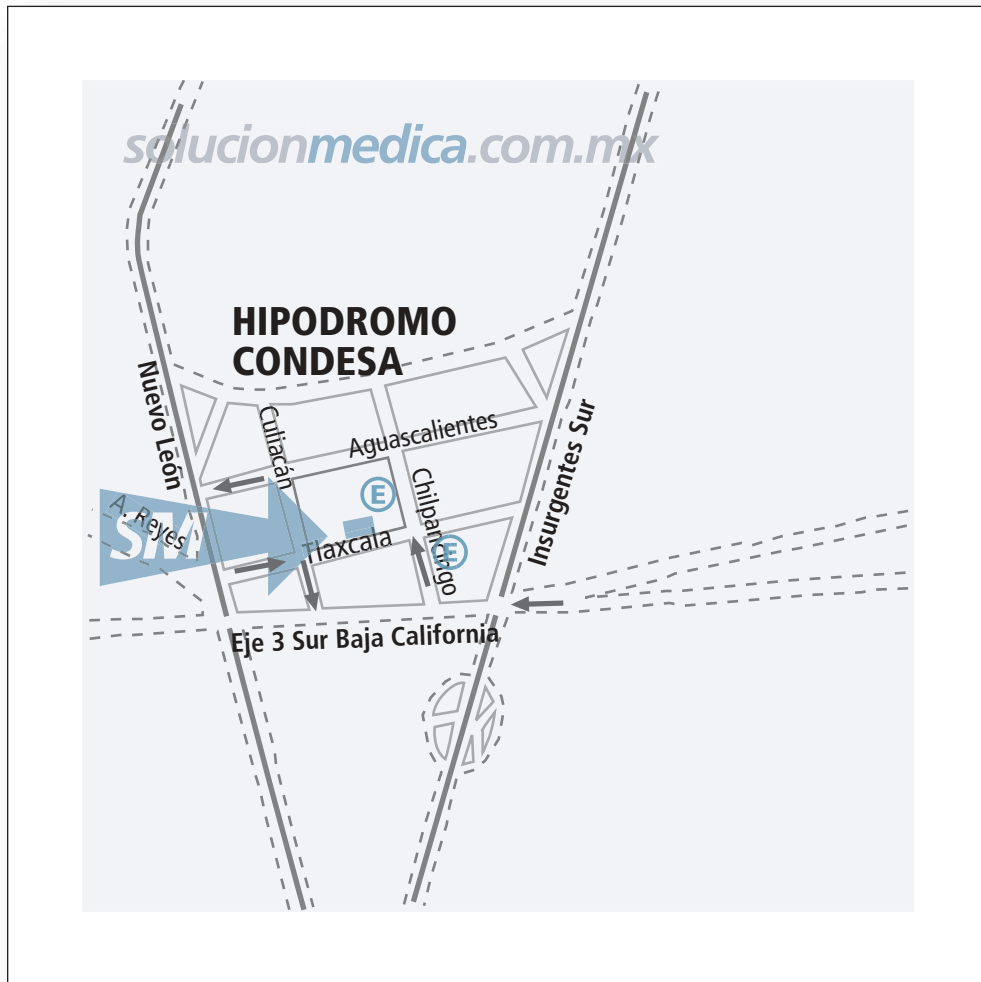 solucionmedica.com.mx
HIPODROMO
CONDESA
Nuevo León
Culiacán
Aguascalientes
Insurgentes Sur
Chilpancingo
E
A. Reyes
SM
Tlaxcala
E
Eje 3 Sur Baja California